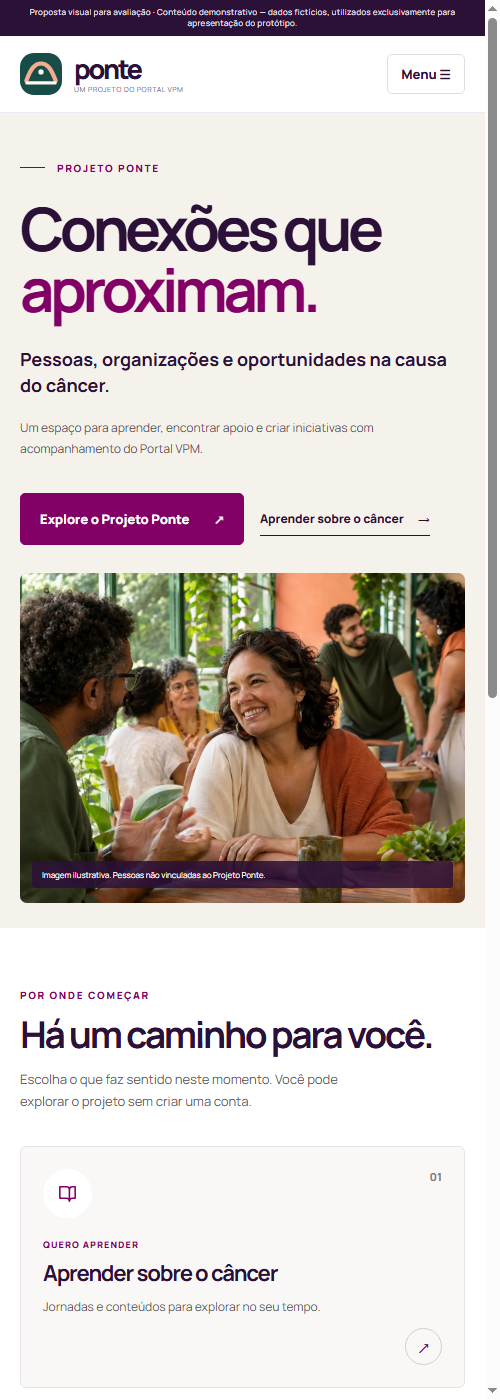 Proposta visual para avaliação · Conteúdo demonstrativo — dados fictícios, utilizados exclusivamente para
apresentação do protótipo.
ponte
UM PROJETO DO PORTAL VPM
Menu ☰
PROJETO PONTE
Conexões que
aproximam.
Pessoas, organizações e oportunidades na causa
do câncer.
Um espaço para aprender, encontrar apoio e criar iniciativas com
acompanhamento do Portal VPM.
Explore o Projeto Ponte ↗
Aprender sobre o câncer →
Imagem ilustrativa. Pessoas não vinculadas ao Projeto Ponte.
POR ONDE COMEÇAR
Há um caminho para você.
Escolha o que faz sentido neste momento. Você pode
explorar o projeto sem criar uma conta.
01
QUERO APRENDER
Aprender sobre o câncer
Jornadas e conteúdos para explorar no seu tempo.
↗